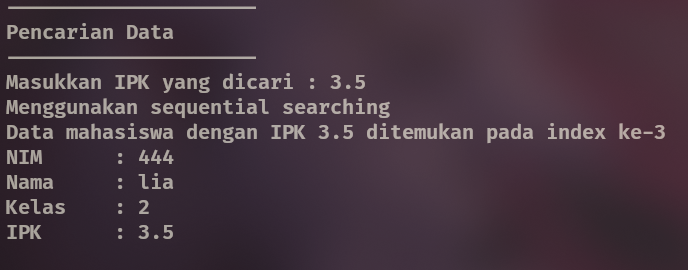 Pencarian Data
Masukkan IPK yang dicari : 3.5
Menggunakan sequential searching
Data mahasiswa dengan IPK 3.5 ditemukan pada index ke-3
NIM      : 444
Nama     : lia
Kelas    : 2
IPK      : 3.5